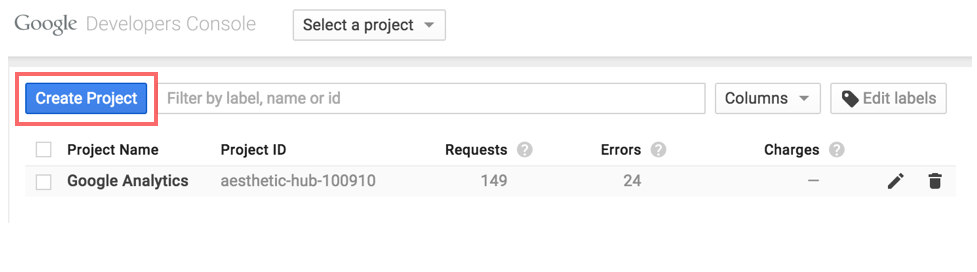 Google Developers Console Select a project
Create Project Filter by label, name or id Columns Edit labels
Project Name Project ID Requests ? Errors ? Charges ?
Google Analytics aesthetic-hub-100910 149 24 —